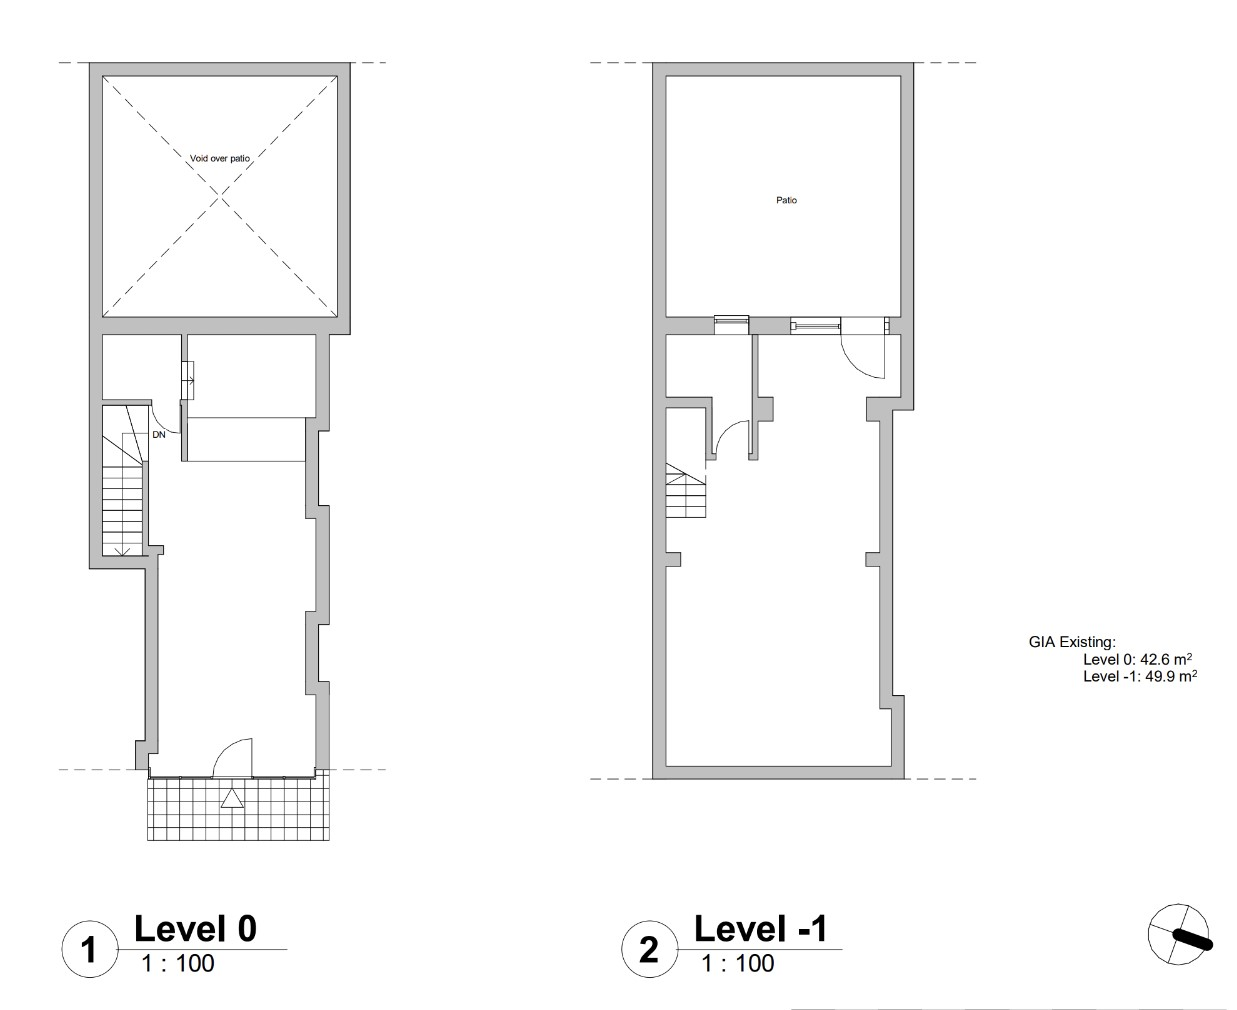 Void over patio
DN
Patio
GIA Existing:
Level 0: 42.6 m²
Level -1: 49.9 m²
1
Level 0
1 : 100
2
Level -1
1 : 100